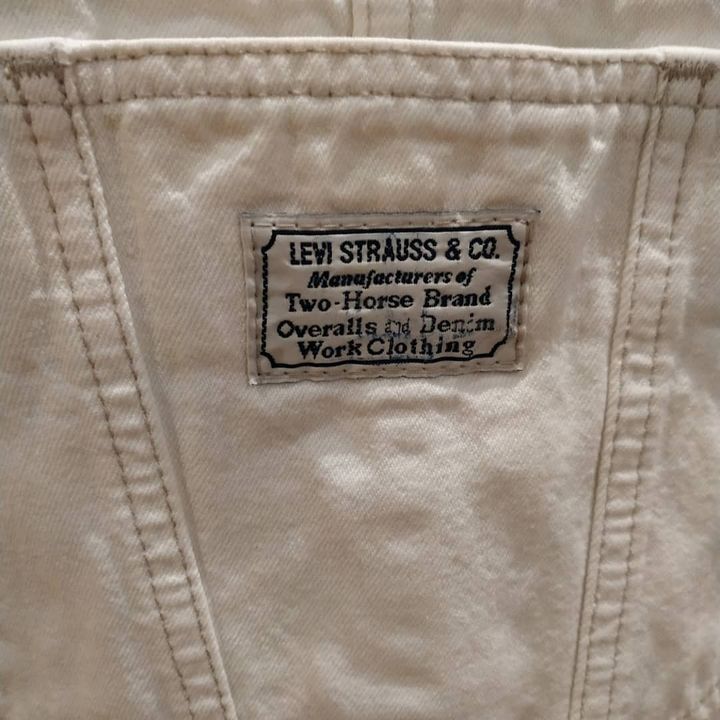 LEVI STRAUSS & CO.
Manufacturers of
Two-Horse Brand
Overalls and Denim
Work Clothing